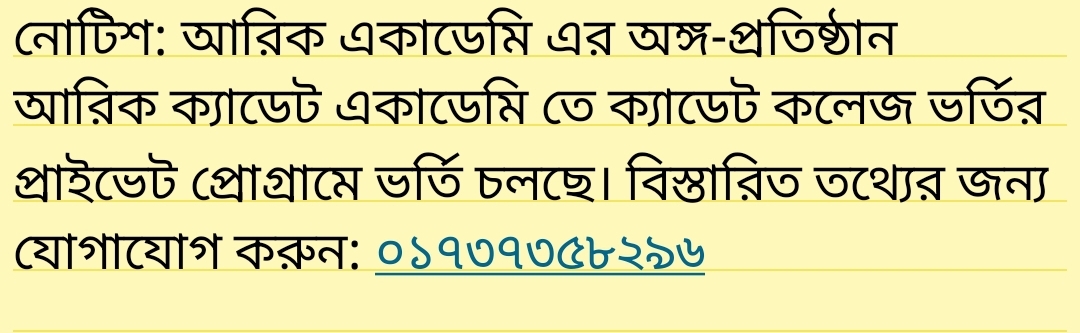 নোটিশ: আরিক একাডেমি এর অঙ্গ-প্রতিষ্ঠান
আরিক ক্যাডেট একাডেমি তে ক্যাডেট কলেজ ভর্তির
প্রাইভেট প্রোগ্রামে ভর্তি চলছে। বিস্তারিত তথ্যের জন্য
যোগাযোগ করুন: ০১৭৩৭৩৫৮২৯৬